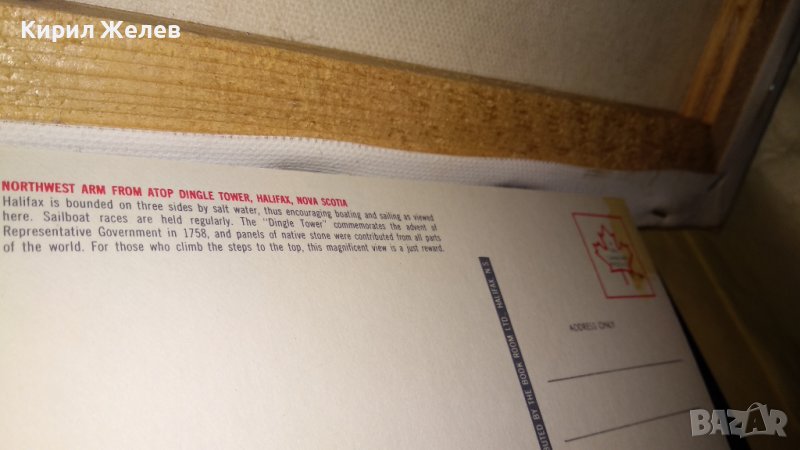 Кирил Желев
NORTHWEST ARM FROM ATOP DINGLE TOWER, HALIFAX, NOVA SCOTIA
Halifax is bounded on three sides by salt water, thus encouraging boating and sailing as viewed
here. Sailboat races are held regularly. The "Dingle Tower" commemorates the advent of
Representative Government in 1758, and panels of native stone were contributed from all parts
of the world. For those who climb the steps to the top, this magnificent view is a just reward.
ADDRESS ONLY
BUTED BY THE BOOK ROOM LTD. HALIFAX N.S.
BAZAR